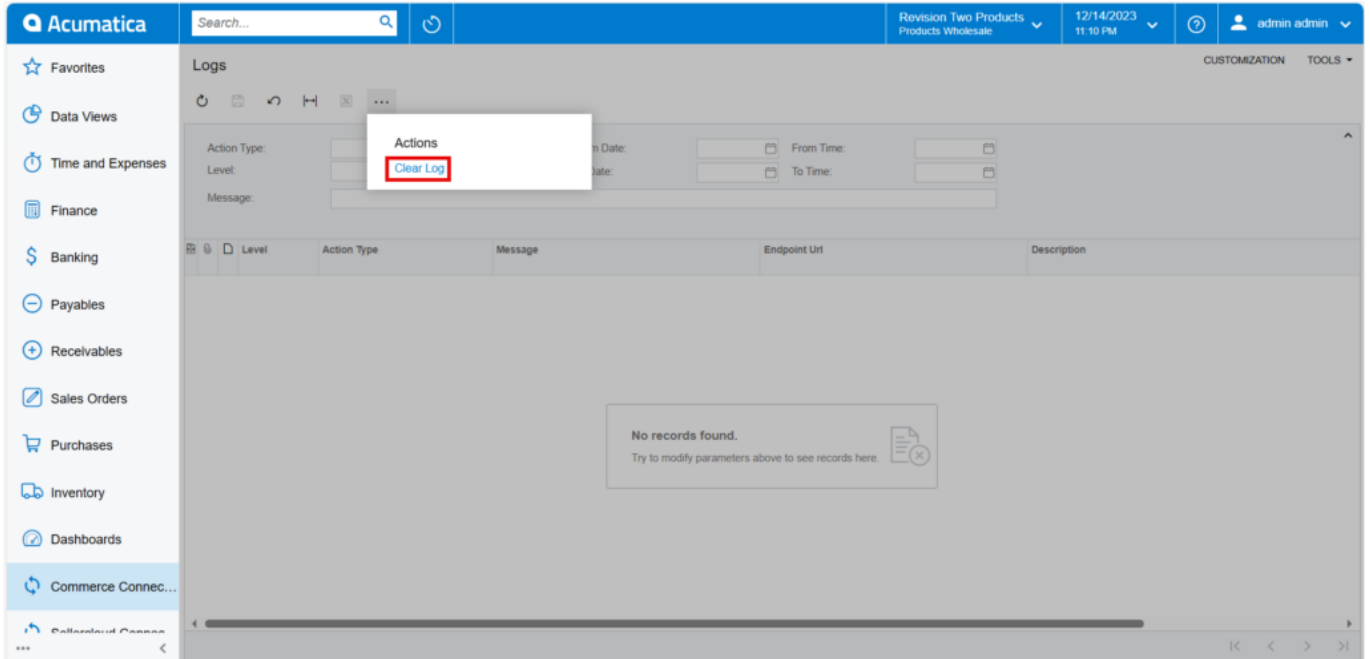 Acumatica
Search...
Revision Two Products
Products Wholesale
12/14/2023
11:10 PM
admin admin
Favorites
Data Views
Time and Expenses
Finance
Banking
Payables
Receivables
Sales Orders
Purchases
Inventory
Dashboards
Commerce Connec...
Sellercloud Connec
...
Logs
CUSTOMIZATION
TOOLS
...
Actions
Clear Log
Action Type:
m Date:
From Time:
Level:
Date:
To Time:
Message:
Level
Action Type
Message
Endpoint Url
Description
No records found.
Try to modify parameters above to see records here.